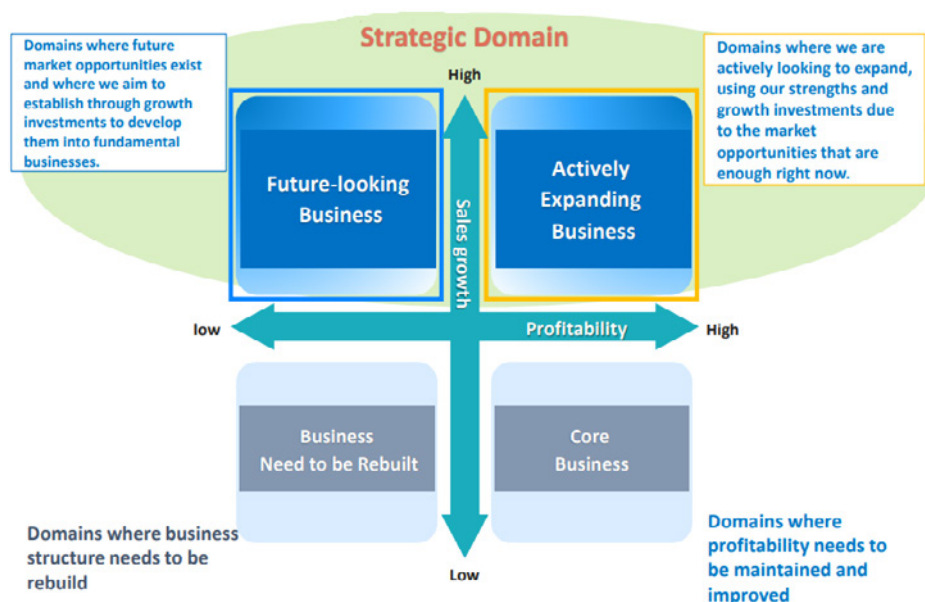 Strategic Domain
Domains where future
market opportunities exist
and where we aim to
establish through growth
investments to develop
them into fundamental
businesses.
High
Domains where we are
actively looking to expand,
using our strengths and
growth investments due
to the market
opportunities that are
enough right now.
Future-looking
Business
Sales growth
Actively
Expanding
Business
low
Profitability
High
Business
Need to be Rebuilt
Core
Business
Domains where business
structure needs to be
rebuild
Low
Domains where
profitability needs to
be maintained and
improved